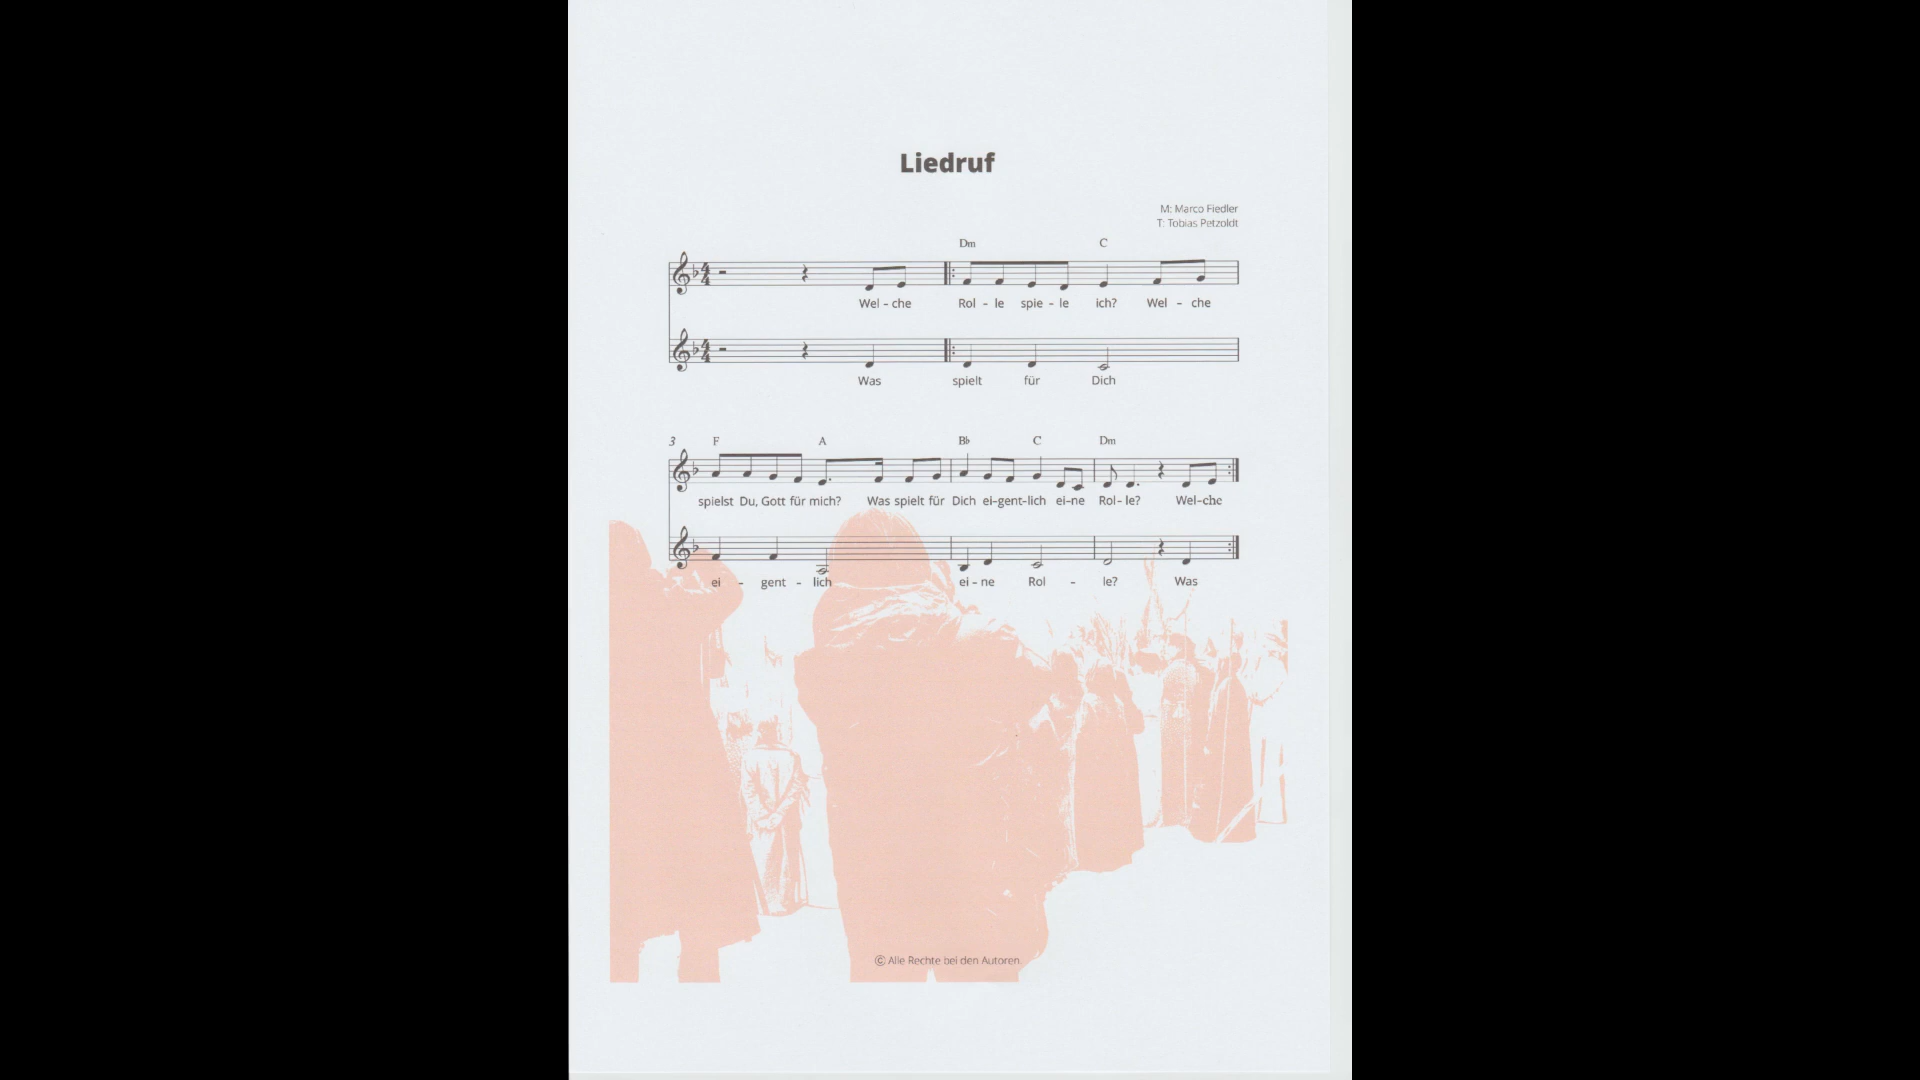 Liedruf
M: Marco Fiedler
T: Tobias Petzoldt
Dm C
Wel - che Rol - le spie - le ich? Wel - che
Was spielt für Dich
3 F A Bb C Dm
spielst Du, Gott für mich? Was spielt für Dich ei-gent-lich ei-ne Rol-le? Wel-che
ei - gent - lich ei - ne Rol - le? Was
© Alle Rechte bei den Autoren.